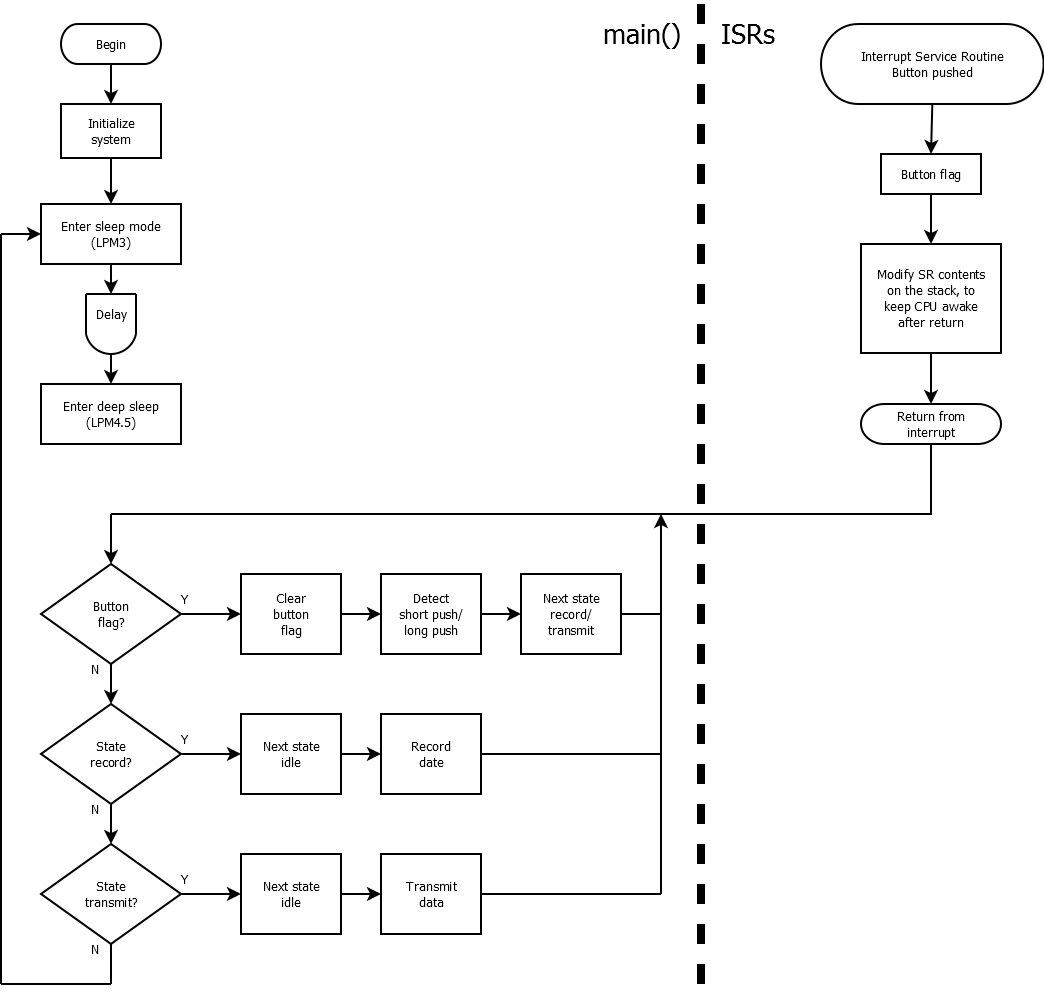 main()
ISRs
Begin
Initialize
system
Enter sleep mode
(LPM3)
Delay
Enter deep sleep
(LPM4.5)
Interrupt Service Routine
Button pushed
Button flag
Modify SR contents
on the stack, to
keep CPU awake
after return
Return from
interrupt
Button
flag?
Y
N
Clear
button
flag
Detect
short push/
long push
Next state
record/
transmit
State
record?
Y
N
Next state
idle
Record
date
State
transmit?
Y
N
Next state
idle
Transmit
data